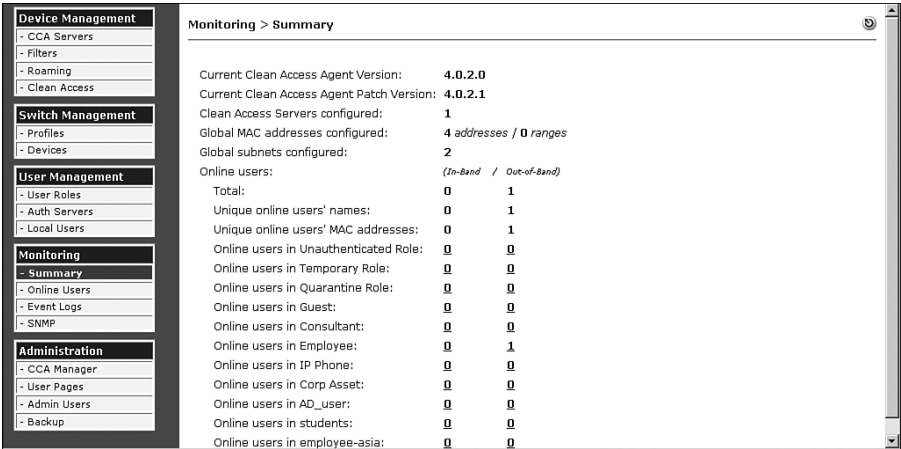 Device Management
- CCA Servers
- Filters
- Roaming
- Clean Access
Switch Management
- Profiles
- Devices
User Management
- User Roles
- Auth Servers
- Local Users
Monitoring
- Summary
- Online Users
- Event Logs
- SNMP
Administration
- CCA Manager
- User Pages
- Admin Users
- Backup
Monitoring > Summary
Current Clean Access Agent Version: 4.0.2.0
Current Clean Access Agent Patch Version: 4.0.2.1
Clean Access Servers configured: 1
Global MAC addresses configured: 4 addresses / 0 ranges
Global subnets configured: 2
Online users: (In-Band / Out-of-Band)
Total: 0 1
Unique online users' names: 0 1
Unique online users' MAC addresses: 0 1
Online users in Unauthenticated Role: 0 0
Online users in Temporary Role: 0 0
Online users in Quarantine Role: 0 0
Online users in Guest: 0 0
Online users in Consultant: 0 0
Online users in Employee: 0 1
Online users in IP Phone: 0 0
Online users in Corp Asset: 0 0
Online users in AD_user: 0 0
Online users in students: 0 0
Online users in employee-asia: 0 0